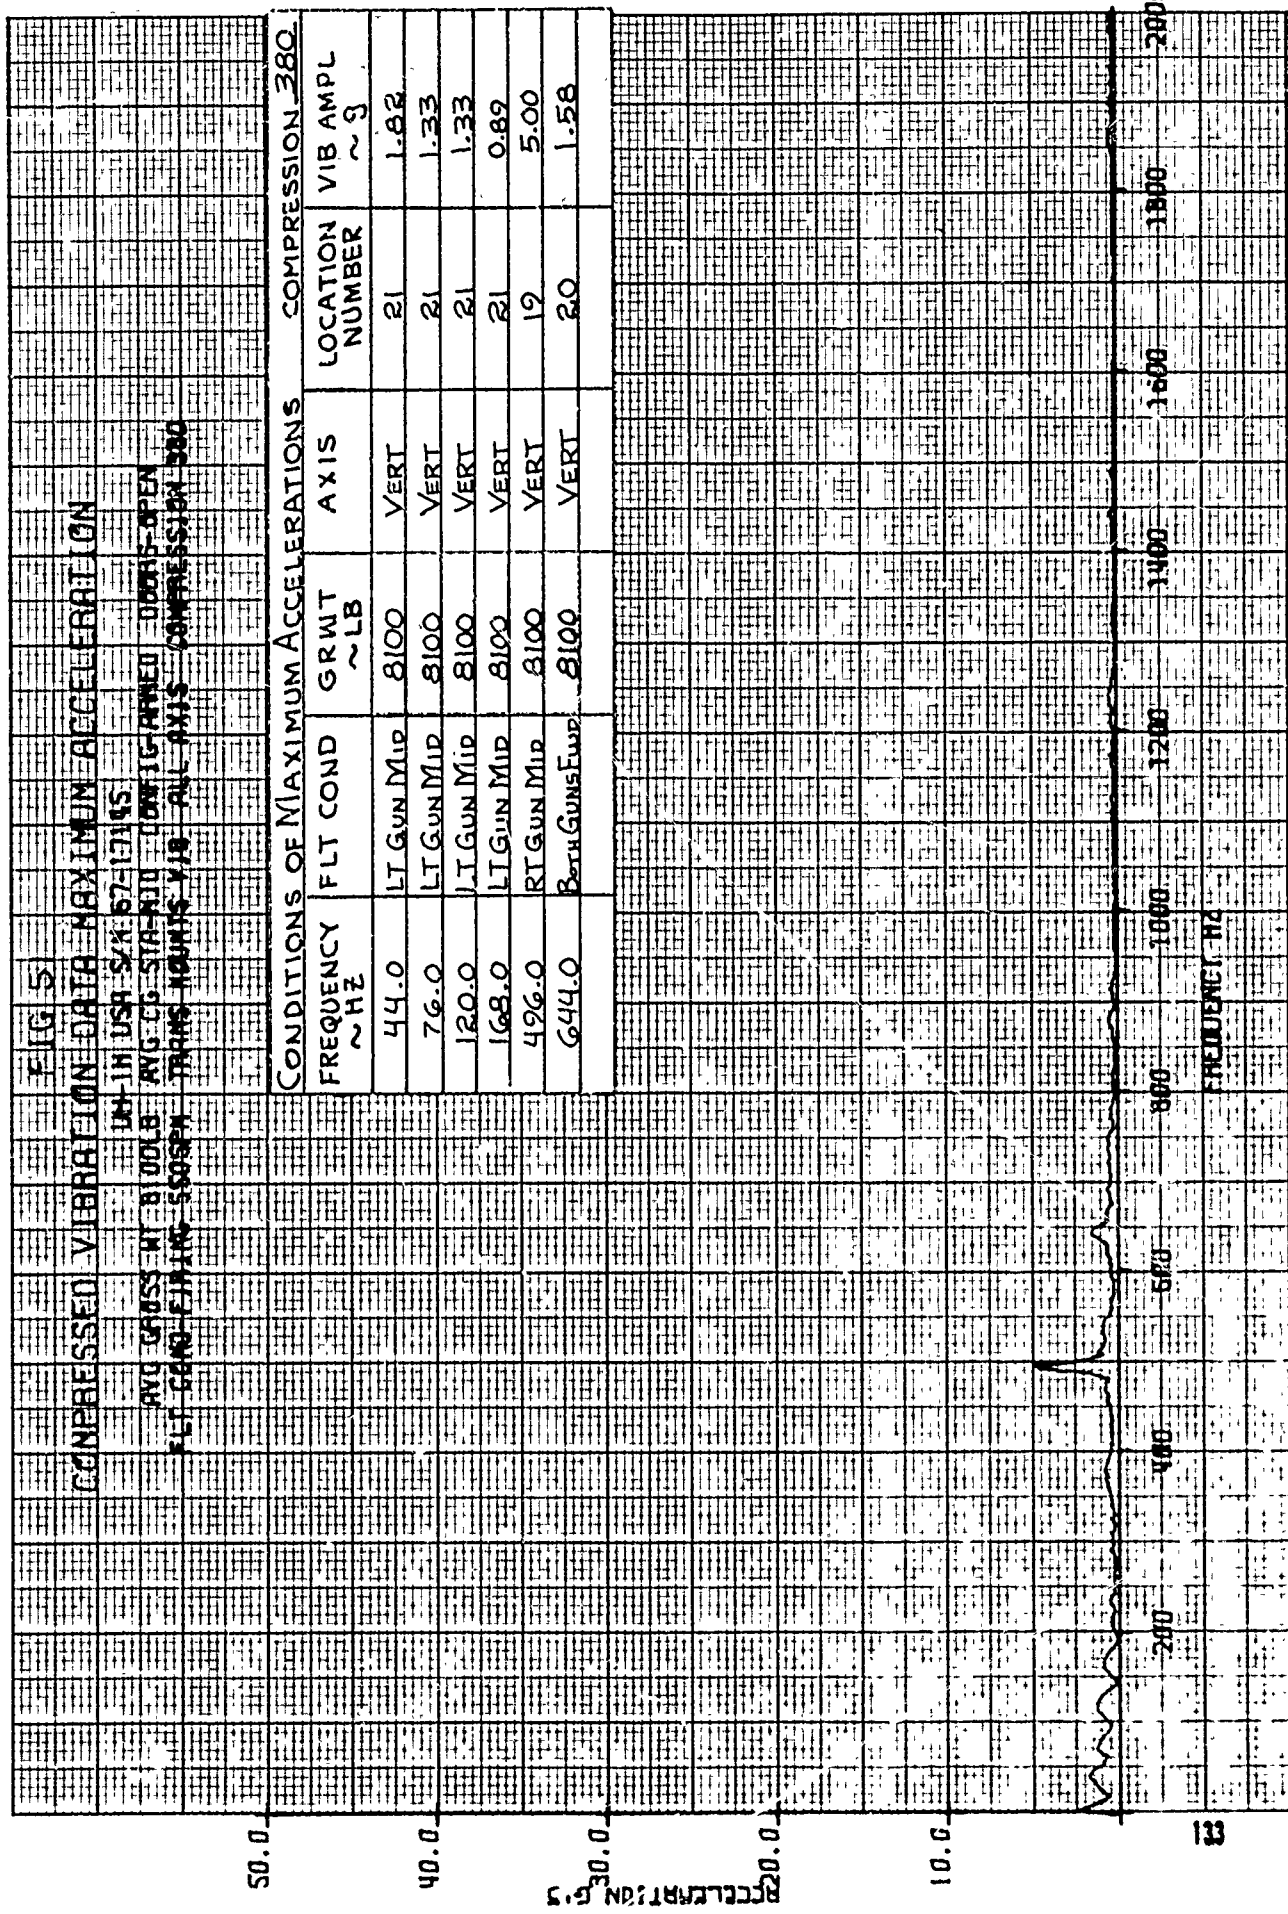 FIG 51
COMPRESSED VIBRATION DATA MAXIMUM ACCELERATION
UH-1H USA S/N 67-17145
AVG GROSS WT 8100LB AVG CG STA-MID CONFIG-ARMED DOORS-OPEN
FLT COND-FIRING 550SPM TRANS MOUNTS VIB ALL AXIS COMPRESSION 380
CONDITIONS OF MAXIMUM ACCELERATIONS COMPRESSION 380
FREQUENCY ~HZ FLT COND GRWT ~LB AXIS LOCATION NUMBER VIB AMPL ~g
44.0 LT GUN MID 8100 VERT 21 1.82
76.0 LT GUN MID 8100 VERT 21 1.33
120.0 LT GUN MID 8100 VERT 21 1.33
168.0 LT GUN MID 8100 VERT 21 0.89
496.0 RT GUN MID 8100 VERT 19 5.00
644.0 BOTH GUNS FWD 8100 VERT 20 1.58
50.0
40.0
30.0
20.0
10.0
ACCELERATION G'S
200 400 600 800 1000 1200 1400 1600 1800 200
FREQUENCY HZ